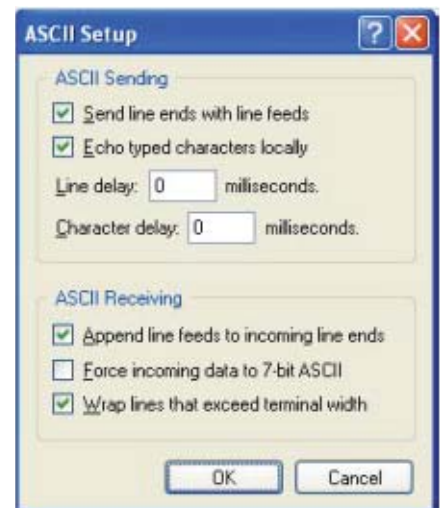 ASCII Setup
ASCII Sending
Send line ends with line feeds
Echo typed characters locally
Line delay: 0 milliseconds.
Character delay: 0 milliseconds.
ASCII Receiving
Append line feeds to incoming line ends
Force incoming data to 7-bit ASCII
Wrap lines that exceed terminal width
OK Cancel